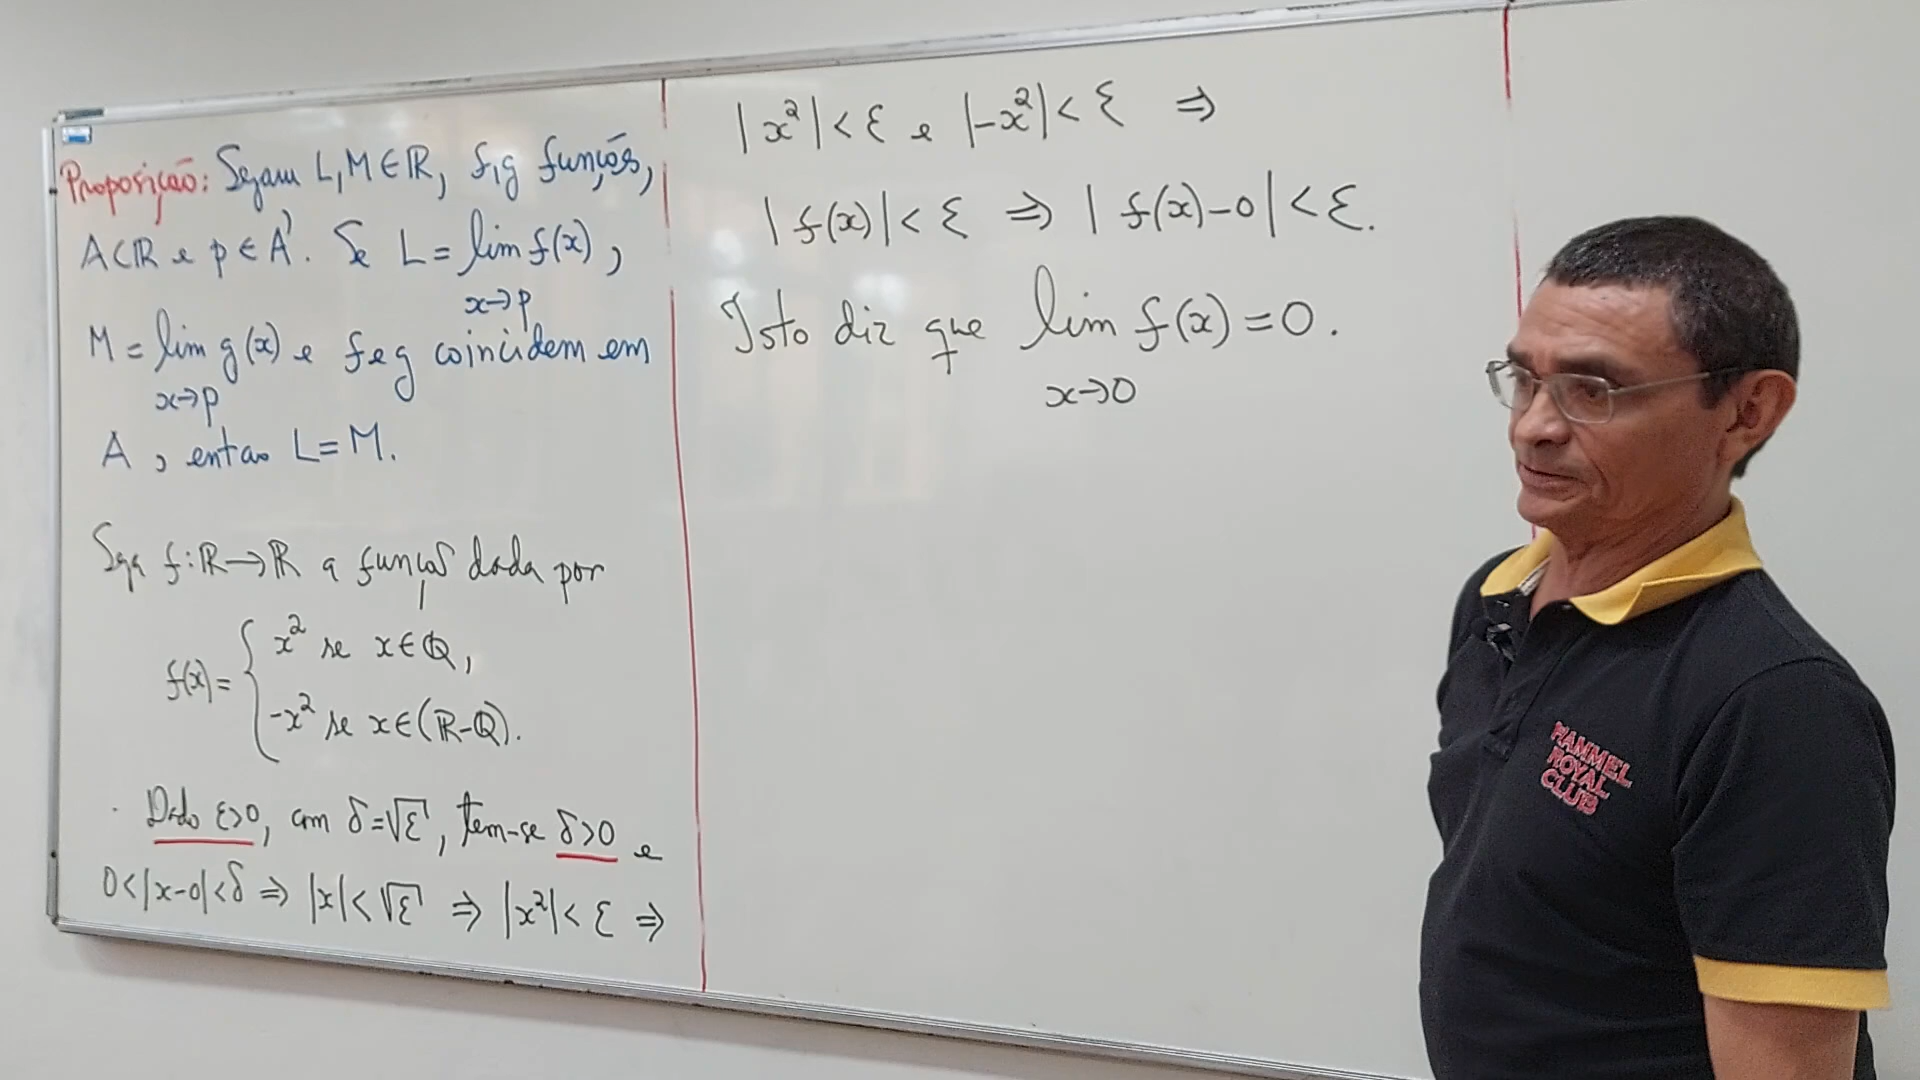 Proposição: Sejam L, M ∈ ℝ, f, g funções,
A ⊂ ℝ e p ∈ A'. Se L = lim f(x),
x→p
M = lim g(x) e f e g coincidem em
x→p
A, então L = M.
Seja f: ℝ → ℝ a função dada por
f(x) = { x² se x ∈ ℚ,
-x² se x ∈ (ℝ-ℚ).
· Dado ε>0, com δ = √ε, tem-se δ>0 e
0 < |x-0| < δ ⇒ |x| < √ε ⇒ |x²| < ε ⇒
|x²| < ε e |-x²| < ε ⇒
|f(x)| < ε ⇒ |f(x)-0| < ε.
Isto diz que lim f(x) = 0.
x→0
HAMMEL
ROYAL
CLUB